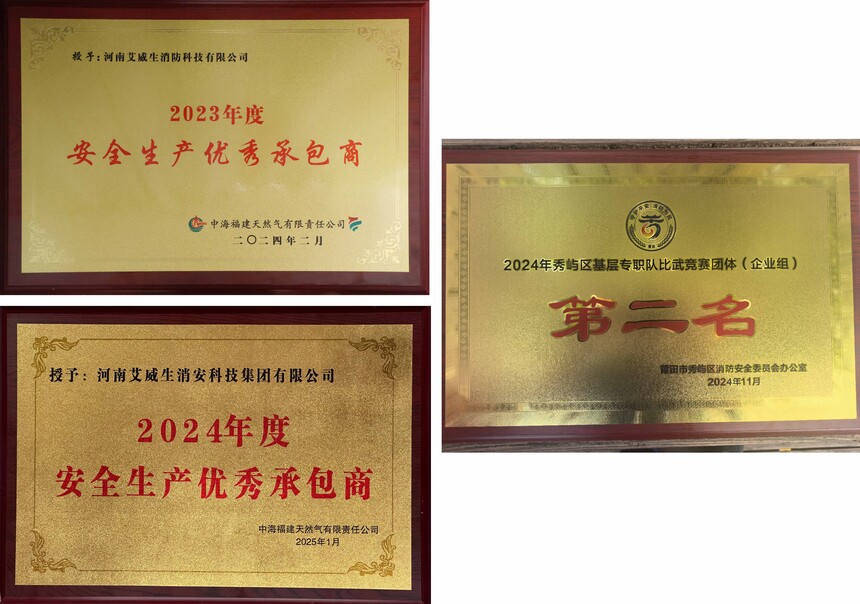 授予：河南艾威生消防科技有限公司
2023年度
安全生产优秀承包商
中海福建天然气有限责任公司
二〇二四年二月
授予：河南艾威生消安科技集团有限公司
2024年度
安全生产优秀承包商
中海福建天然气有限责任公司
2025年1月
2024年秀屿区基层专职队比武竞赛团体（企业组）
第二名
莆田市秀屿区消防安全委员会办公室
2024年11月